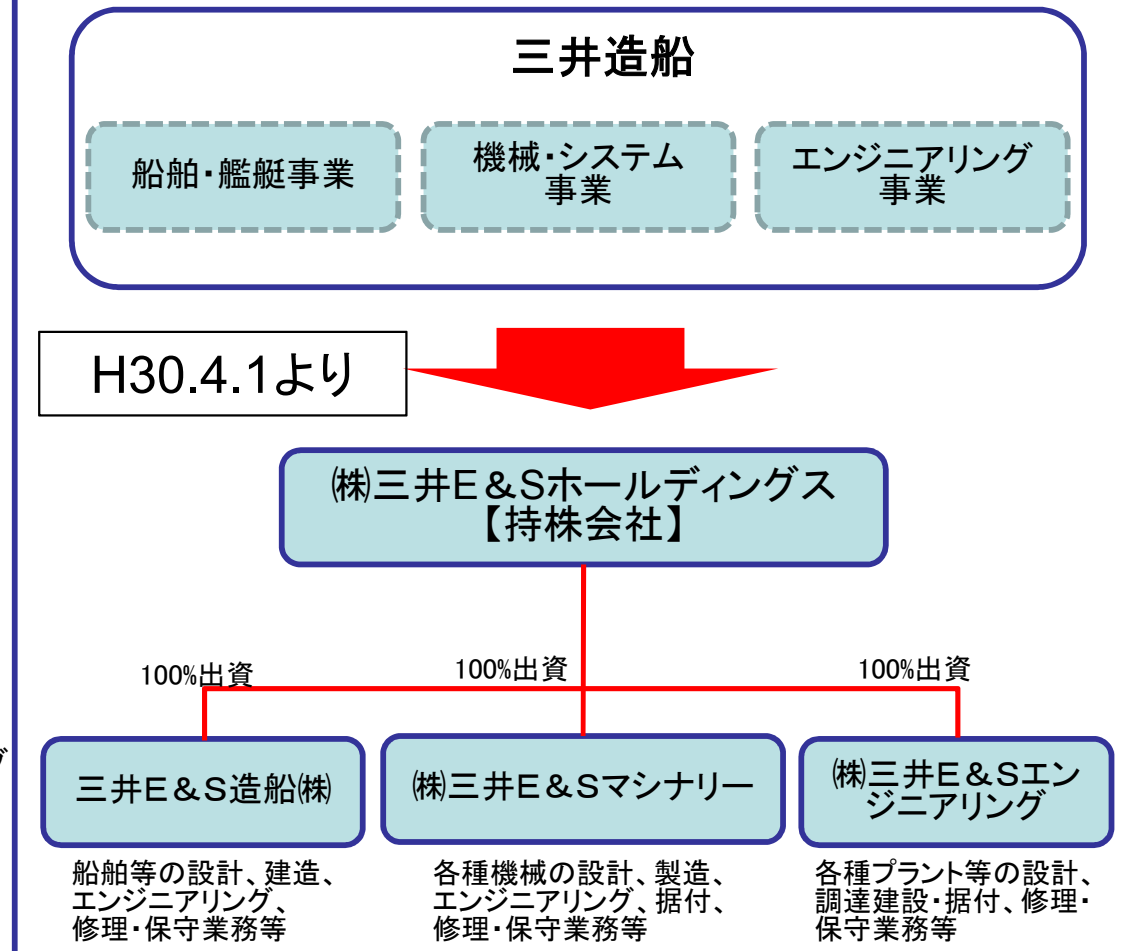 三井造船
船舶・艦艇事業
機械・システム
事業
エンジニアリング
事業
H30.4.1より
㈱三井E&Sホールディングス
【持株会社】
100%出資
100%出資
100%出資
三井E&S造船㈱
㈱三井E&Sマシナリー
㈱三井E&Sエン
ジニアリング
船舶等の設計、建造、
エンジニアリング、
修理・保守業務等
各種機械の設計、製造、
エンジニアリング、据付、
修理・保守業務等
各種プラント等の設計、
調達建設・据付、修理・
保守業務等